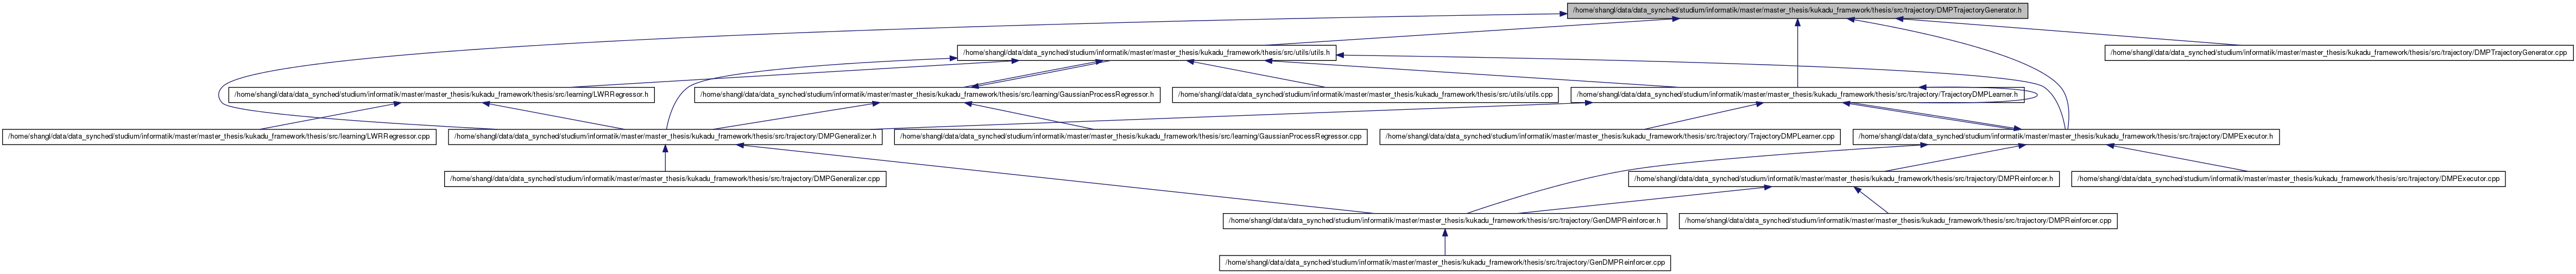 /home/shangl/data/data_synched/studium/informatik/master/master_thesis/kukadu_framework/thesis/src/trajectory/DMPTrajectoryGenerator.h
/home/shangl/data/data_synched/studium/informatik/master/master_thesis/kukadu_framework/thesis/src/utils/utils.h
/home/shangl/data/data_synched/studium/informatik/master/master_thesis/kukadu_framework/thesis/src/trajectory/DMPTrajectoryGenerator.cpp
/home/shangl/data/data_synched/studium/informatik/master/master_thesis/kukadu_framework/thesis/src/learning/LWRRegressor.h
/home/shangl/data/data_synched/studium/informatik/master/master_thesis/kukadu_framework/thesis/src/learning/GaussianProcessRegressor.h
/home/shangl/data/data_synched/studium/informatik/master/master_thesis/kukadu_framework/thesis/src/utils/utils.cpp
/home/shangl/data/data_synched/studium/informatik/master/master_thesis/kukadu_framework/thesis/src/trajectory/TrajectoryDMPLearner.h
/home/shangl/data/data_synched/studium/informatik/master/master_thesis/kukadu_framework/thesis/src/learning/LWRRegressor.cpp
/home/shangl/data/data_synched/studium/informatik/master/master_thesis/kukadu_framework/thesis/src/trajectory/DMPGeneralizer.h
/home/shangl/data/data_synched/studium/informatik/master/master_thesis/kukadu_framework/thesis/src/learning/GaussianProcessRegressor.cpp
/home/shangl/data/data_synched/studium/informatik/master/master_thesis/kukadu_framework/thesis/src/trajectory/TrajectoryDMPLearner.cpp
/home/shangl/data/data_synched/studium/informatik/master/master_thesis/kukadu_framework/thesis/src/trajectory/DMPExecutor.h
/home/shangl/data/data_synched/studium/informatik/master/master_thesis/kukadu_framework/thesis/src/trajectory/DMPGeneralizer.cpp
/home/shangl/data/data_synched/studium/informatik/master/master_thesis/kukadu_framework/thesis/src/trajectory/DMPReinforcer.h
/home/shangl/data/data_synched/studium/informatik/master/master_thesis/kukadu_framework/thesis/src/trajectory/DMPExecutor.cpp
/home/shangl/data/data_synched/studium/informatik/master/master_thesis/kukadu_framework/thesis/src/trajectory/GenDMPReinforcer.h
/home/shangl/data/data_synched/studium/informatik/master/master_thesis/kukadu_framework/thesis/src/trajectory/DMPReinforcer.cpp
/home/shangl/data/data_synched/studium/informatik/master/master_thesis/kukadu_framework/thesis/src/trajectory/GenDMPReinforcer.cpp